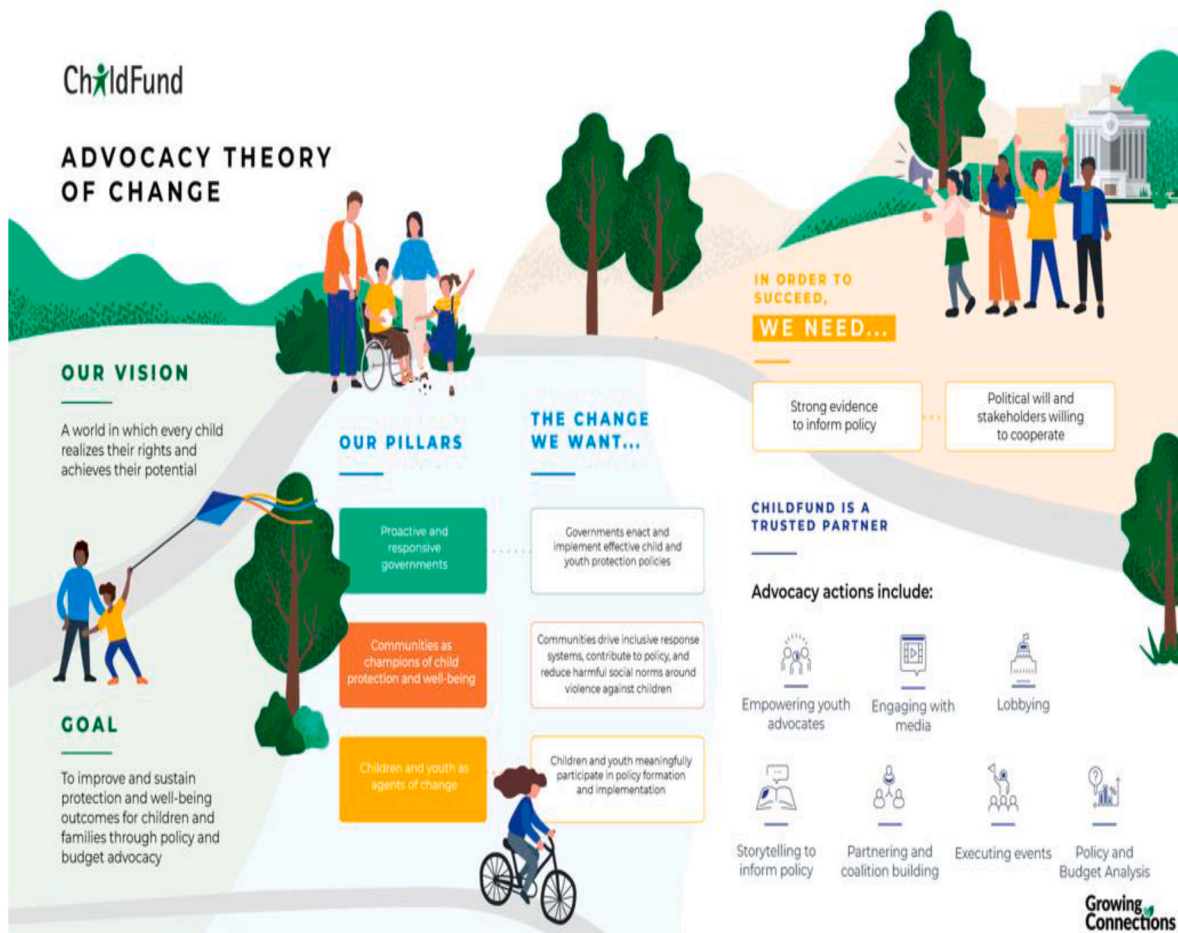 ChildFund
ADVOCACY THEORY
OF CHANGE
OUR VISION
A world in which every child
realizes their rights and
achieves their potential
GOAL
To improve and sustain
protection and well-being
outcomes for children and
families through policy and
budget advocacy
OUR PILLARS
Proactive and
responsive
governments
Communities as
champions of child
protection and well-being
Children and youth as
agents of change
THE CHANGE
WE WANT...
Governments enact and
implement effective child and
youth protection policies
Communities drive inclusive response
systems, contribute to policy, and
reduce harmful social norms around
violence against children
Children and youth meaningfully
participate in policy formation
and implementation
IN ORDER TO
SUCCEED,
WE NEED...
Strong evidence
to inform policy
Political will and
stakeholders willing
to cooperate
CHILDFUND IS A
TRUSTED PARTNER
Advocacy actions include:
Empowering youth
advocates
Engaging with
media
Lobbying
Storytelling to
inform policy
Partnering and
coalition building
Executing events
Policy and
Budget Analysis
Growing
Connections